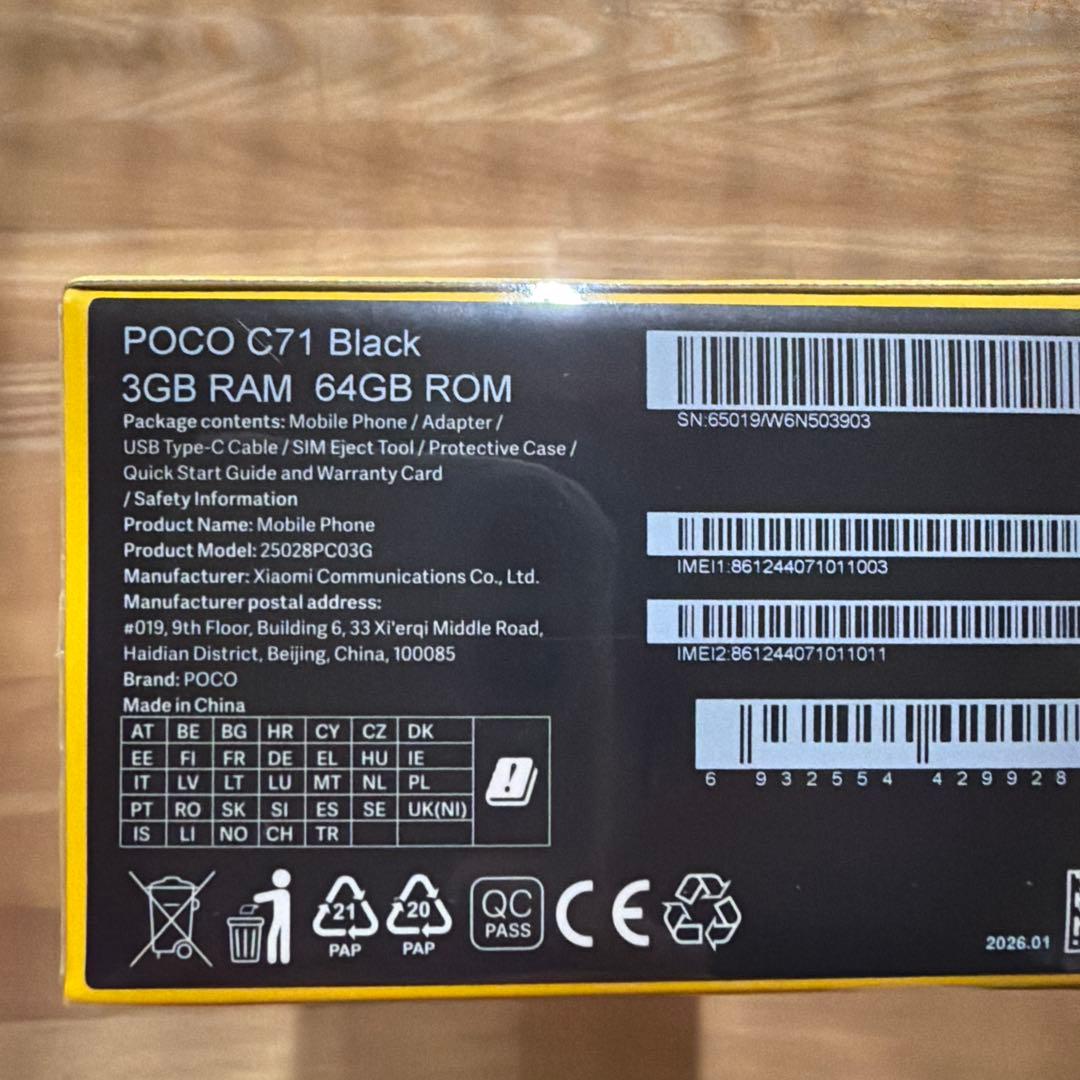 POCO C71 Black
3GB RAM 64GB ROM
Package contents: Mobile Phone / Adapter /
USB Type-C Cable / SIM Eject Tool / Protective Case /
Quick Start Guide and Warranty Card
/ Safety Information
Product Name: Mobile Phone
Product Model: 25028PC03G
Manufacturer: Xiaomi Communications Co., Ltd.
Manufacturer postal address:
#019, 9th Floor, Building 6, 33 Xi'erqi Middle Road,
Haidian District, Beijing, China, 100085
Brand: POCO
Made in China
AT BE BG HR CY CZ DK
EE FI FR DE EL HU IE
IT LV LT LU MT NL PL
PT RO SK SI ES SE UK(NI)
IS LI NO CH TR
21
PAP
20
PAP
QC
PASS
CE
SN:65019/W6N503903
IMEI1:861244071011003
IMEI2:861244071011011
6 932554 429928
2026.01